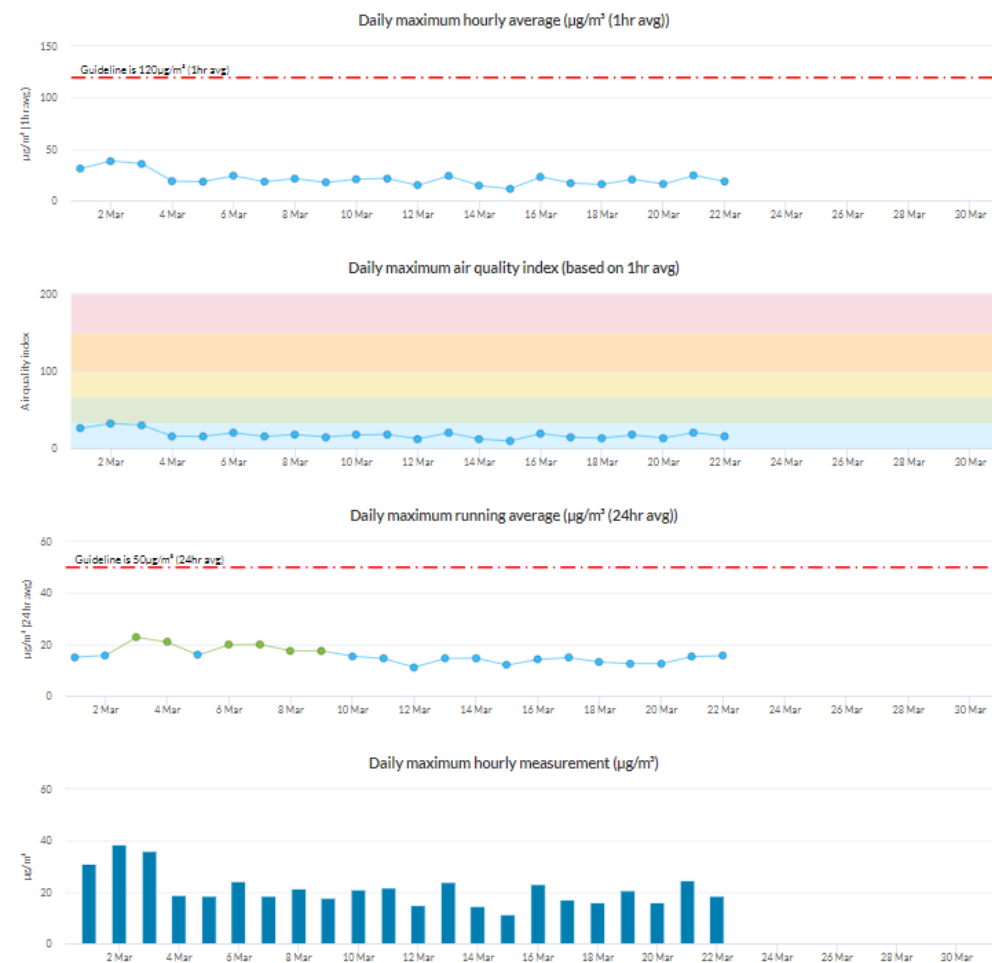 Daily maximum hourly average (µg/m³ (1hr avg))
150
Guideline is 120µg/m³ (1hr avg)
100
µg/m³ (1hr avg)
50
0
2 Mar 4 Mar 6 Mar 8 Mar 10 Mar 12 Mar 14 Mar 16 Mar 18 Mar 20 Mar 22 Mar 24 Mar 26 Mar 28 Mar 30 Mar
Daily maximum air quality index (based on 1hr avg)
200
Air quality index
100
0
2 Mar 4 Mar 6 Mar 8 Mar 10 Mar 12 Mar 14 Mar 16 Mar 18 Mar 20 Mar 22 Mar 24 Mar 26 Mar 28 Mar 30 Mar
Daily maximum running average (µg/m³ (24hr avg))
60
Guideline is 50µg/m³ (24hr avg)
µg/m³ (24hr avg)
40
20
0
2 Mar 4 Mar 6 Mar 8 Mar 10 Mar 12 Mar 14 Mar 16 Mar 18 Mar 20 Mar 22 Mar 24 Mar 26 Mar 28 Mar 30 Mar
Daily maximum hourly measurement (µg/m³)
60
40
µg/m³
20
0
2 Mar 4 Mar 6 Mar 8 Mar 10 Mar 12 Mar 14 Mar 16 Mar 18 Mar 20 Mar 22 Mar 24 Mar 26 Mar 28 Mar 30 Mar